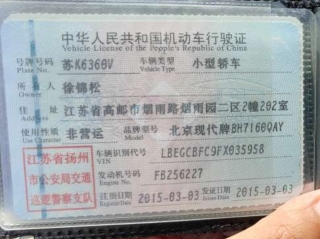 中华人民共和国机动车行驶证
Vehicle License of the People's Republic of China
号牌号码 苏K6366V 车辆类型 小型轿车
Plate No. Vehicle Type
所有人 徐锦松
Owner
住址 江苏省高邮市烟雨路烟雨园二区2幢202室
Address
使用性质 非营运 品牌型号 北京现代牌BH7160QAY
Use Character Model
江苏省扬州 车辆识别代号 LBEGCBFC9FX035958
VIN
市公安局交通 发动机号码 FB256227
Engine No.
巡逻警察支队 注册日期 2015-03-03 发证日期 2015-03-03
Register Date Issue Date